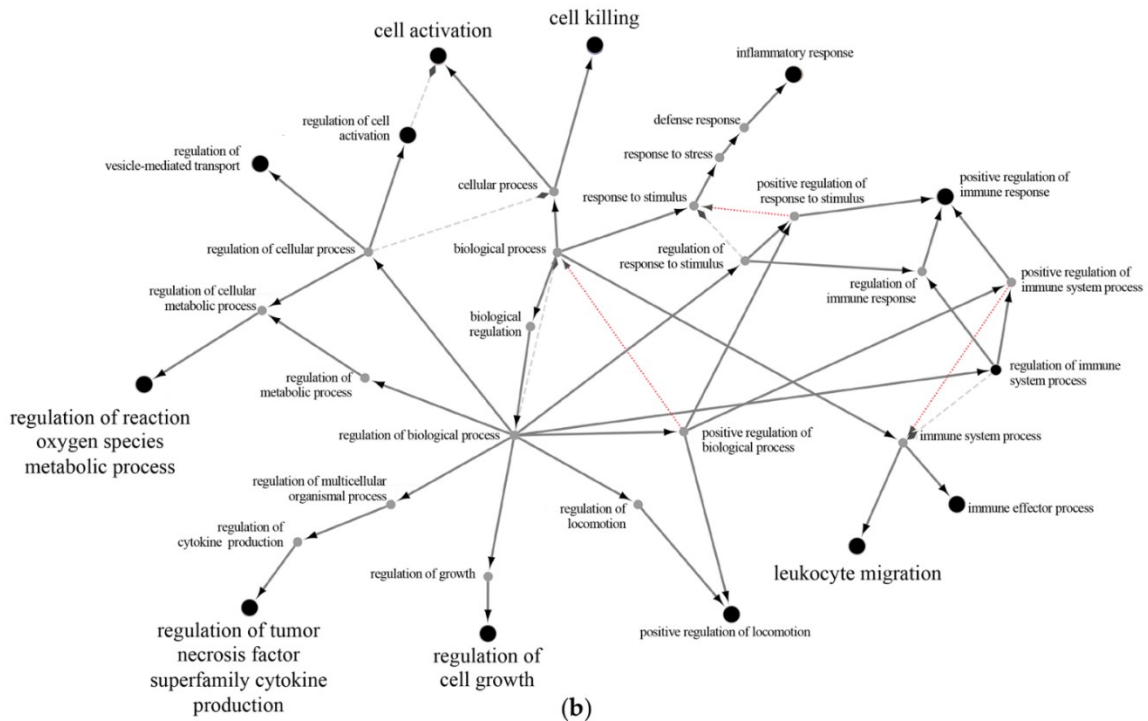 cell killing
cell activation
inflammatory response
regulation of cell
activation
defense response
regulation of
vesicle-mediated transport
response to stress
positive regulation of
immune response
cellular process
response to stimulus
positive regulation of
response to stimulus
regulation of cellular process
biological process
regulation of
response to stimulus
regulation of
immune response
positive regulation of
immune system process
regulation of cellular
metabolic process
biological
regulation
regulation of
metabolic process
regulation of immune
system process
regulation of reaction
oxygen species
metabolic process
regulation of biological process
positive regulation of
biological process
immune system process
regulation of multicellular
organismal process
regulation of
locomotion
immune effector process
regulation of
cytokine production
leukocyte migration
regulation of growth
regulation of tumor
necrosis factor
superfamily cytokine
production
regulation of
cell growth
positive regulation of locomotion
(b)